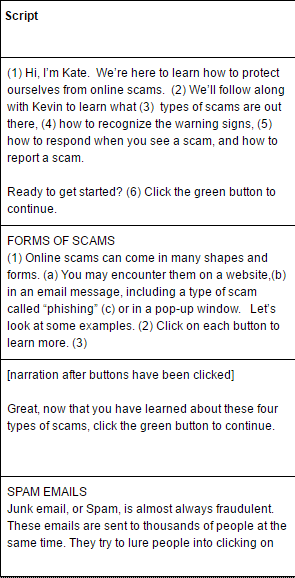 Script
(1) Hi, I'm Kate.  We're here to learn how to protect
ourselves from online scams.  (2) We'll follow along
with Kevin to learn what (3)  types of scams are out
there, (4) how to recognize the warning signs, (5)
how to respond when you see a scam, and how to
report a scam.
Ready to get started? (6) Click the green button to
continue.
FORMS OF SCAMS
(1) Online scams can come in many shapes and
forms. (a) You may encounter them on a website,(b)
in an email message, including a type of scam
called “phishing” (c) or in a pop-up window.   Let's
look at some examples. (2) Click on each button to
learn more. (3)
[narration after buttons have been clicked]
Great, now that you have learned about these four
types of scams, click the green button to continue.
SPAM EMAILS
Junk email, or Spam, is almost always fraudulent.
These emails are sent to thousands of people at the
same time. They try to lure people into clicking on